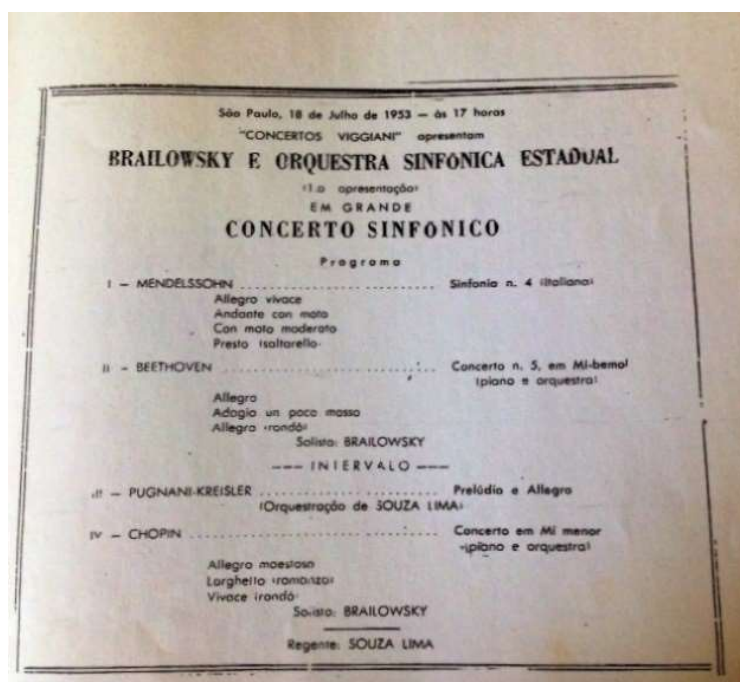 São Paulo, 18 de Julho de 1953 — às 17 horas
"CONCERTOS VIGGIANI" apresentam
BRAILOWSKY E ORQUESTRA SINFONICA ESTADUAL
(1.a apresentação)
EM GRANDE
CONCERTO SINFONICO
Programa
I — MENDELSSOHN .................................. Sinfonia n. 4 (Italiana)
Allegro vivace
Andante con moto
Con moto moderato
Presto (saltarello)
II — BEETHOVEN .................................. Concerto n. 5, em Mi-bemol
(piano e orquestra)
Allegro
Adagio un poco mosso
Allegro (rondó)
Solista: BRAILOWSKY
——— INTERVALO ———
III — PUGNANI-KREISLER .......................... Prelúdio e Allegro
(Orquestração de SOUZA LIMA)
IV — CHOPIN .................................. Concerto em Mi menor
(piano e orquestra)
Allegro maestoso
Larghetto (romanza)
Vivace (rondó)
Solista: BRAILOWSKY
Regente: SOUZA LIMA